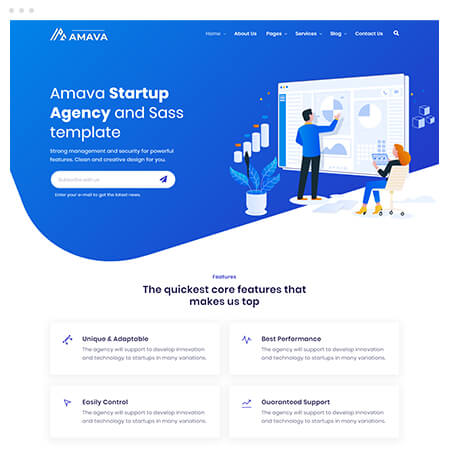 AMAVA
Home About Us Pages Services Blog Contact Us
Amava Startup
Agency and Sass
template
Strong management and security for powerful
features. Clean and creative design for you.
Subscribe with us
Enter your e-mail to get the latest news.
Features
The quickest core features that
makes us top
Unique & Adaptable
The agency will support to develop innovation
and technology to startups in many variations.
Best Performance
The agency will support to develop innovation
and technology to startups in many variations.
Easily Control
The agency will support to develop innovation
and technology to startups in many variations.
Guaranteed Support
The agency will support to develop innovation
and technology to startups in many variations.